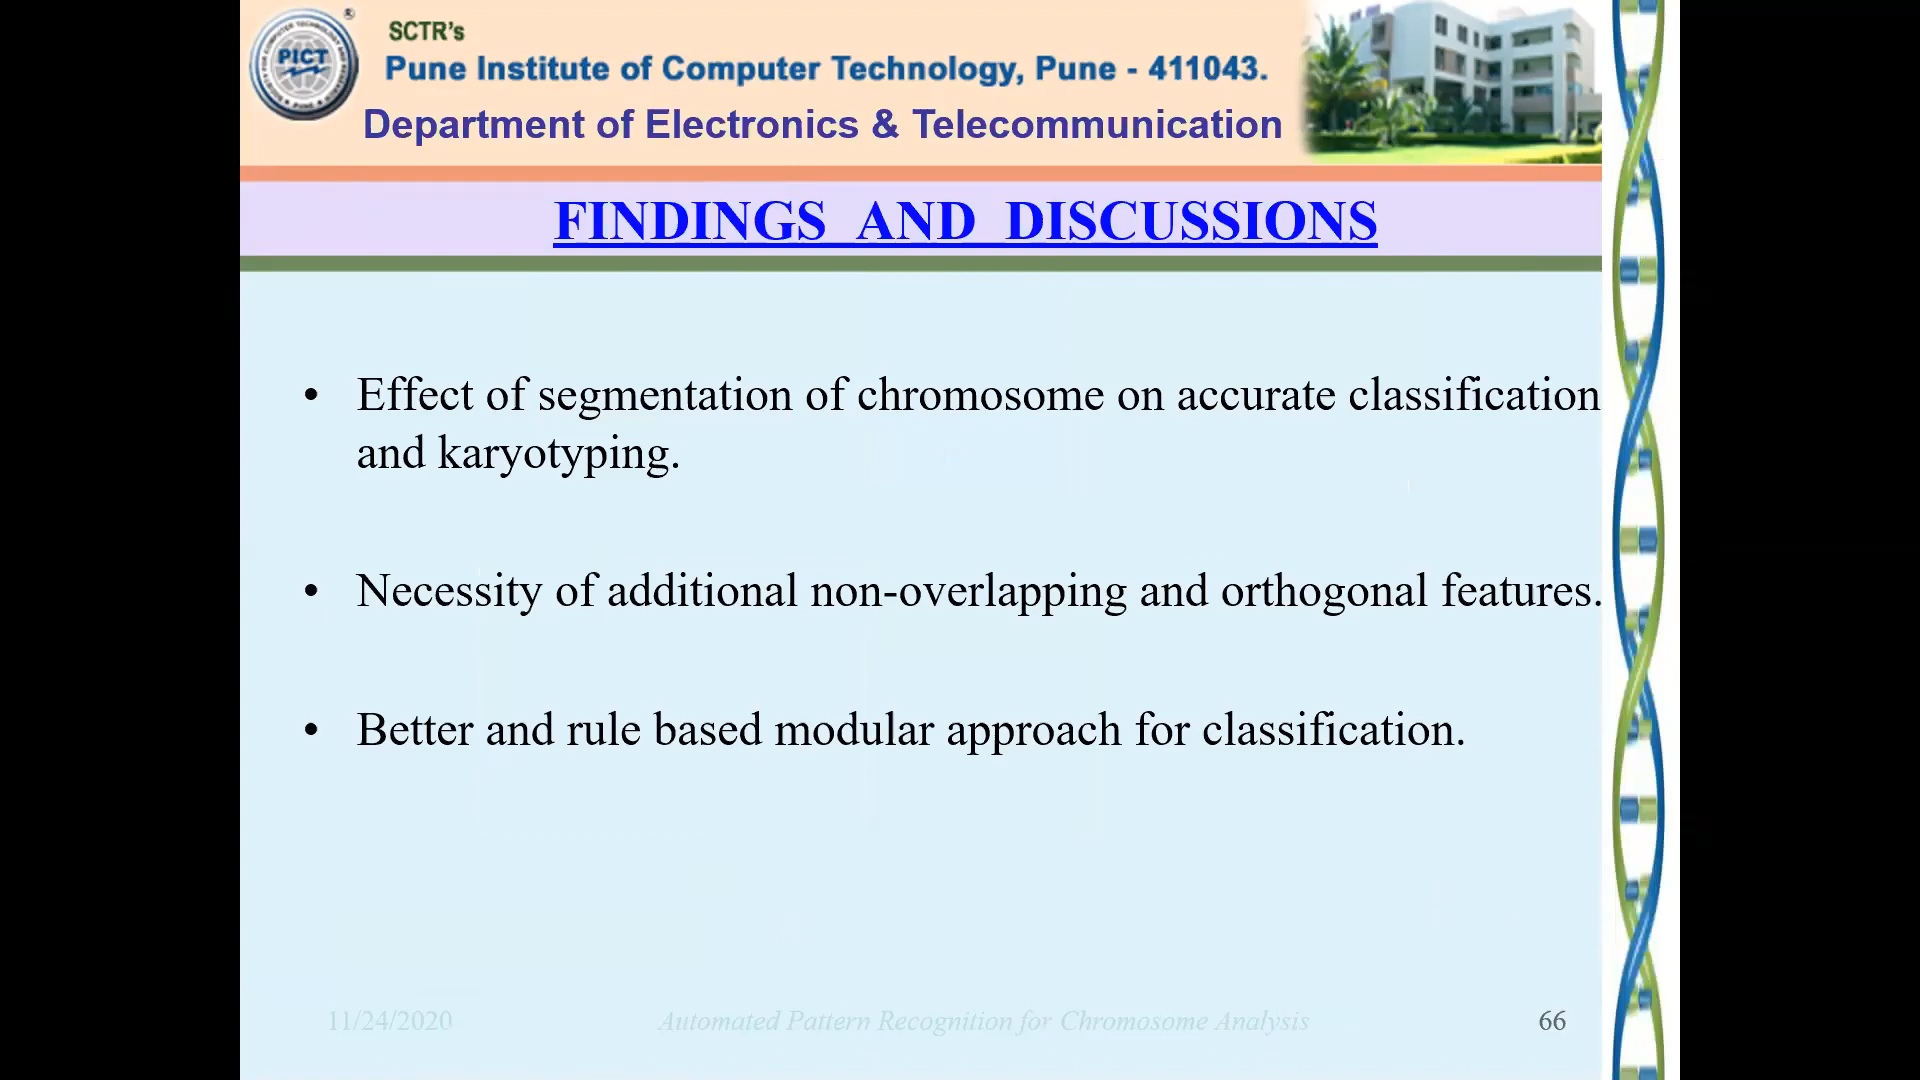 SCTR's
PICT
Pune Institute of Computer Technology, Pune - 411043.
Department of Electronics & Telecommunication
FINDINGS AND DISCUSSIONS
• Effect of segmentation of chromosome on accurate classification
and karyotyping.
• Necessity of additional non-overlapping and orthogonal features.
• Better and rule based modular approach for classification.
11/24/2020
Automated Pattern Recognition for Chromosome Analysis
66